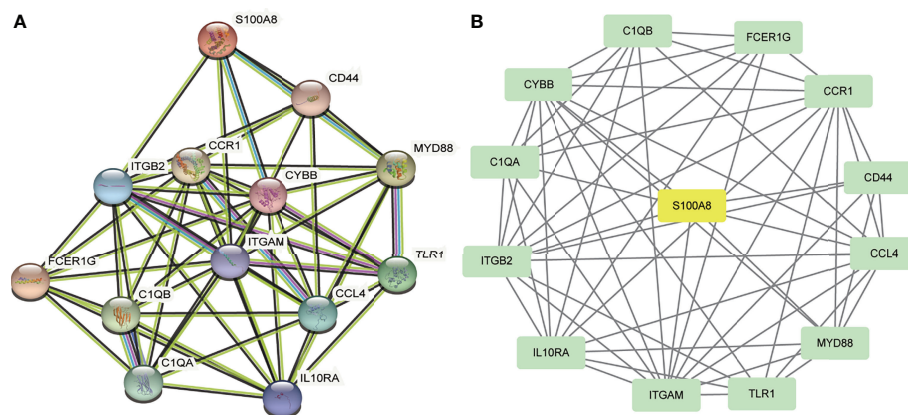 A
S100A8
CD44
CCR1
MYD88
ITGB2
CYBB
ITGAM
TLR1
FCER1G
C1QB
CCL4
C1QA
IL10RA
B
C1QB
FCER1G
CYBB
CCR1
C1QA
CD44
S100A8
ITGB2
CCL4
MYD88
IL10RA
ITGAM
TLR1